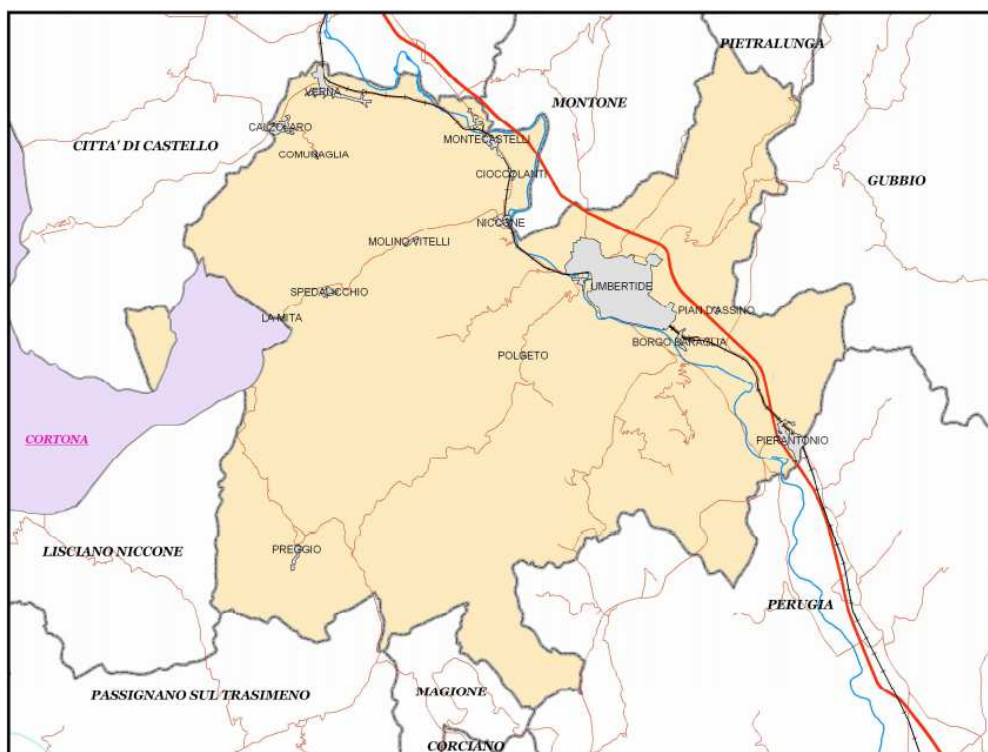 PIETRALUNGA
VERNA
MONTONE
CALZOLARO
CITTA' DI CASTELLO
MONTECASTELLI
COMUNAGLIA
CIOCCOLANTI
GUBBIO
NICCONE
MOLINO VITELLI
UMBERTIDE
SPEDALICCHIO
PIAN D'ASSINO
LA MITA
BORGO BARAGLIA
POLGETO
CORTONA
PIERANTONIO
LISCIANO NICCONE
PREGGIO
PERUGIA
PASSIGNANO SUL TRASIMENO
MAGIONE
CORCIANO